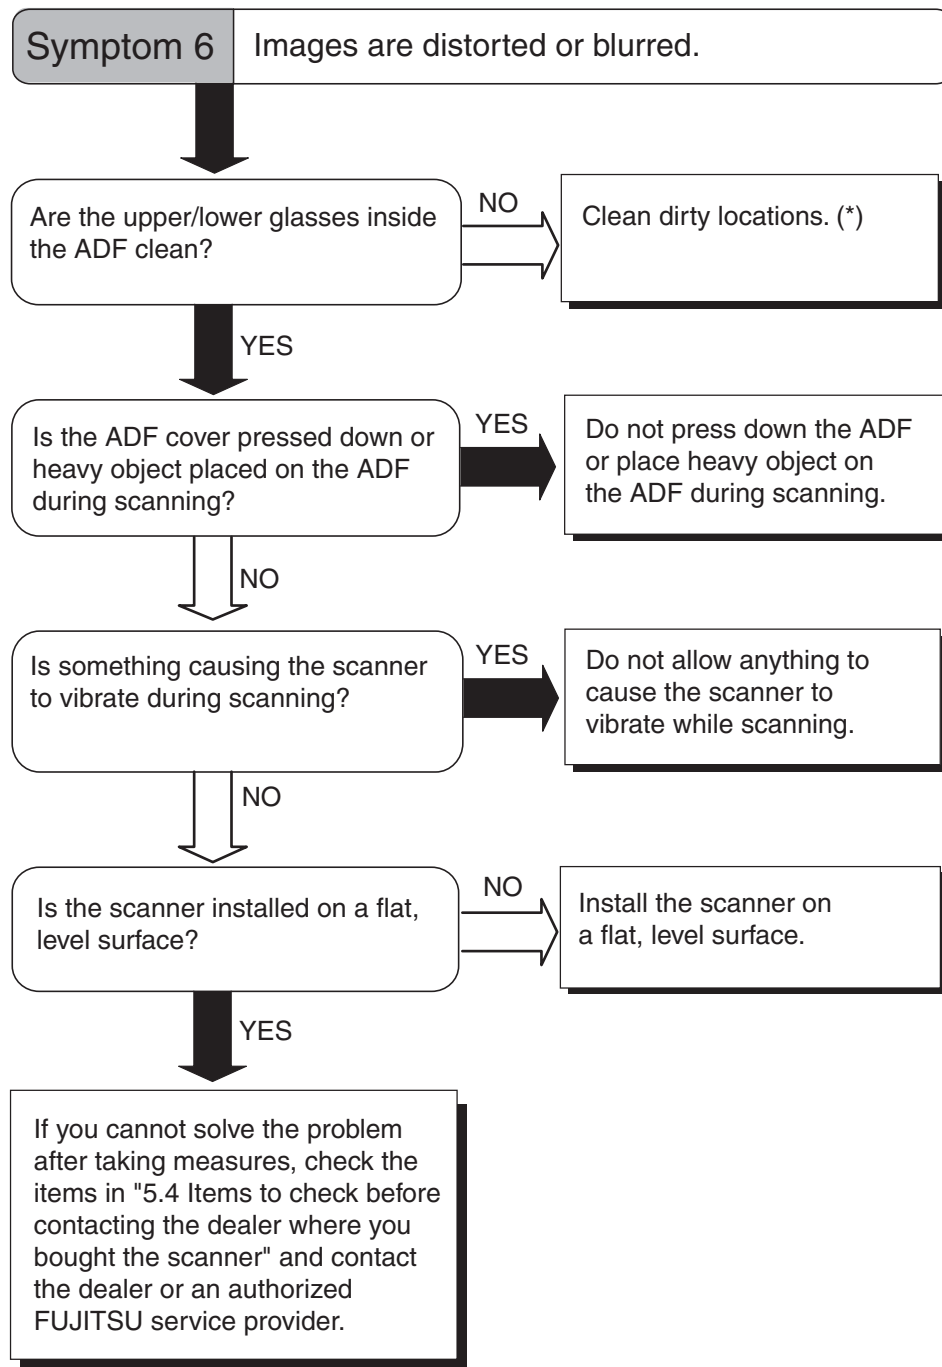 Symptom 6
Images are distorted or blurred.
Are the upper/lower glasses inside
the ADF clean?
NO
Clean dirty locations. (*)
YES
Is the ADF cover pressed down or
heavy object placed on the ADF
during scanning?
YES
Do not press down the ADF
or place heavy object on
the ADF during scanning.
NO
Is something causing the scanner
to vibrate during scanning?
YES
Do not allow anything to
cause the scanner to
vibrate while scanning.
NO
Is the scanner installed on a flat,
level surface?
NO
Install the scanner on
a flat, level surface.
YES
If you cannot solve the problem
after taking measures, check the
items in "5.4 Items to check before
contacting the dealer where you
bought the scanner" and contact
the dealer or an authorized
FUJITSU service provider.